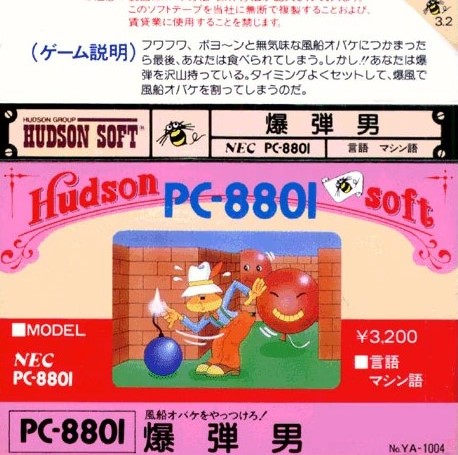 このソフトテープを当社に無断で複製することおよび、
賃貸業に使用することを禁じます。
3.2
(ゲーム説明)
フワフワ、ポヨ〜ンと無気味な風船オバケにつかまった
ら最後、あなたは食べられてしまう。しかし!!あなたは爆
弾を沢山持っている。タイミングよくセットして、爆風で
風船オバケを割ってしまうのだ。
HUDSON GROUP
HUDSON SOFT
爆弾男
NEC PC-8801
言語 マシン語
Hudson soft
PC-8801
■MODEL
NEC
PC-8801
¥3,200
■言語
マシン語
PC-8801
風船オバケをやっつけろ!
爆弾男
No.YA-1004